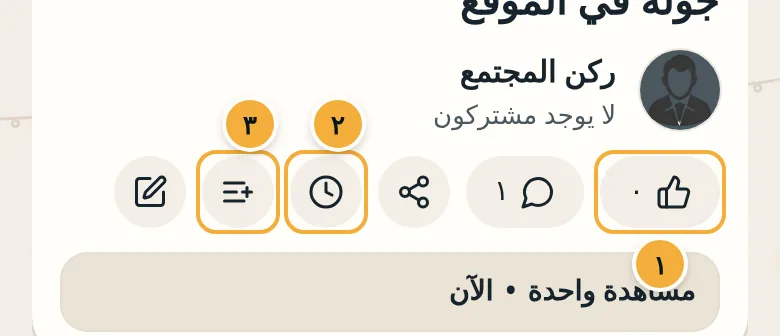 جولة في الموقع
ركن المجتمع
لا يوجد مشتركون
٣ ٢
٠ ١
١
مشاهدة واحدة • الآن